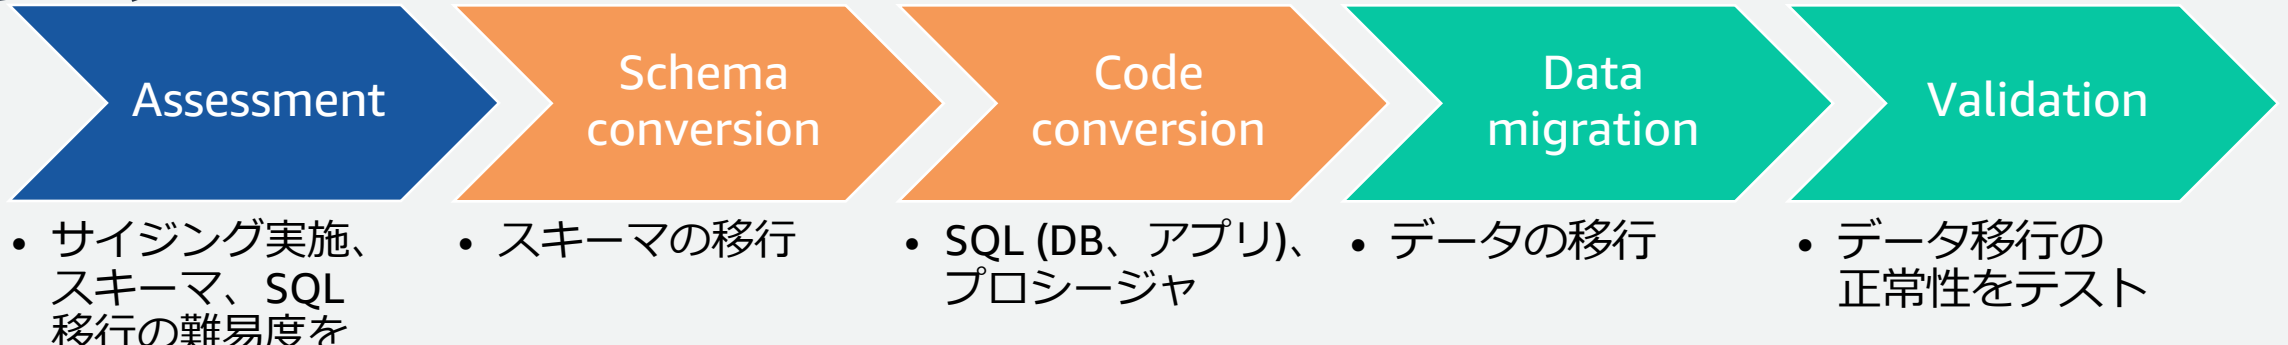 Assessment
Schema
conversion
Code
conversion
Data
migration
Validation
• サイジング実施、
スキーマ、SQL
移行の難易度を
• スキーマの移行
• SQL (DB、アプリ)、
プロシージャ
• データの移行
• データ移行の
正常性をテスト